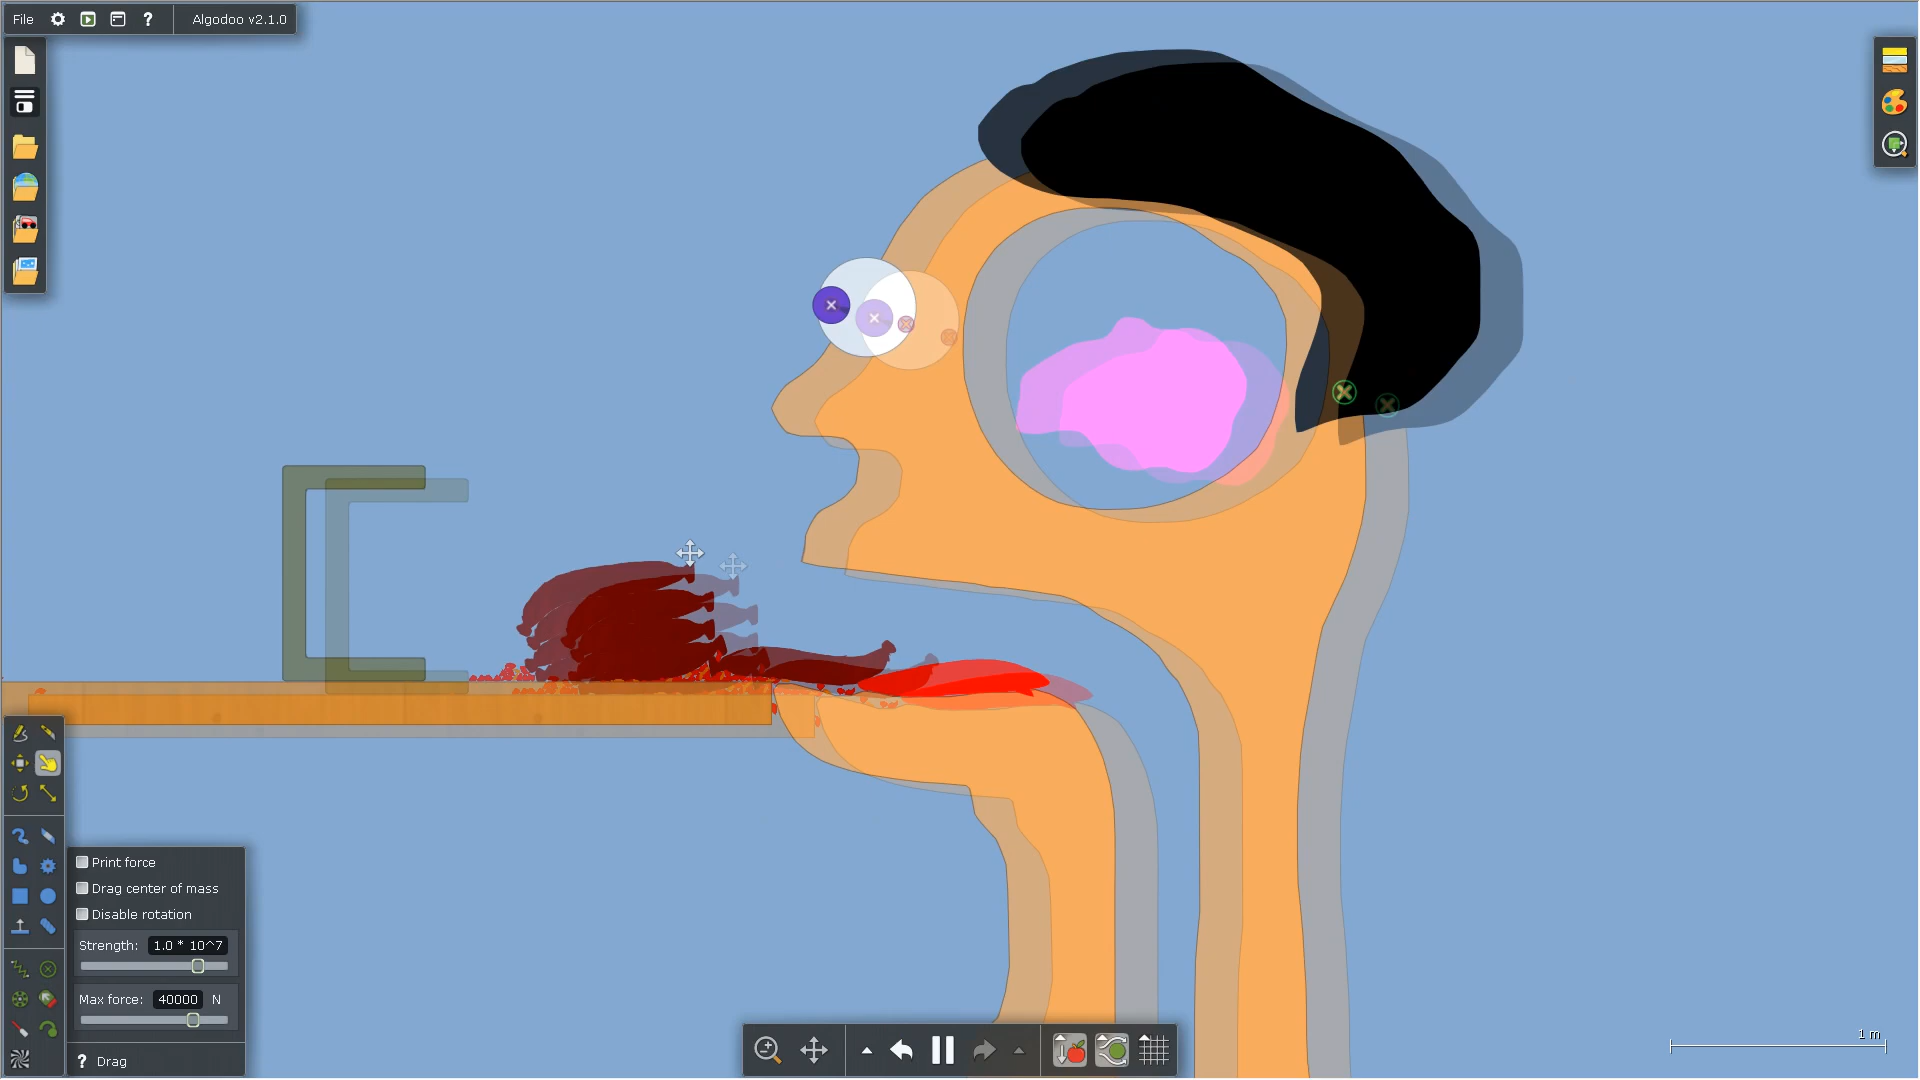 File ? Algodoo v2.1.0
Print force
Drag center of mass
Disable rotation
Strength: 1.0 * 10^7
Max force: 40000 N
? Drag
1 m